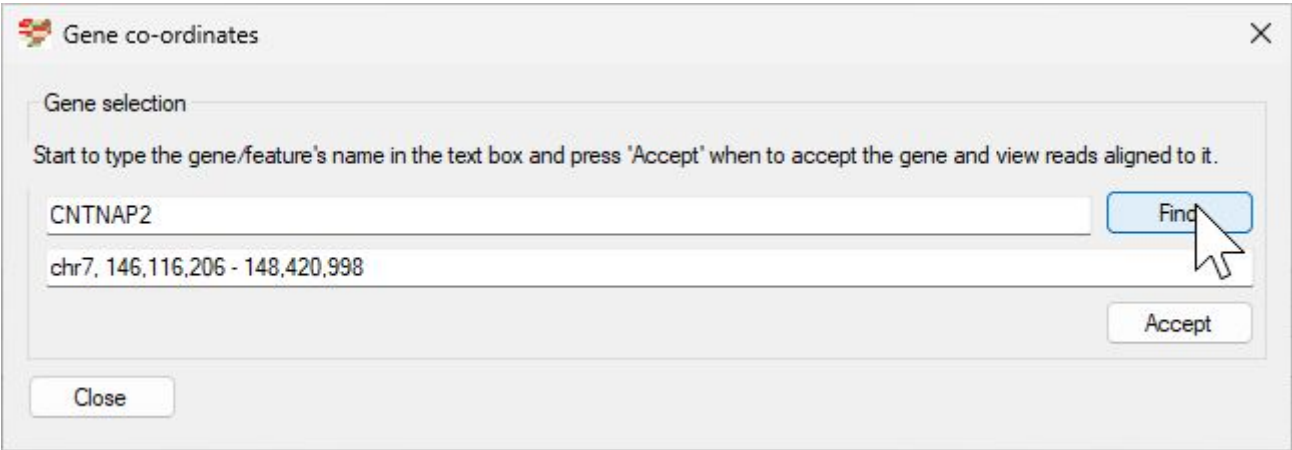 Gene co-ordinates
Gene selection
Start to type the gene/feature's name in the text box and press 'Accept' when to accept the gene and view reads aligned to it.
CNTNAP2
Find
chr7, 146,116,206 - 148,420,998
Accept
Close